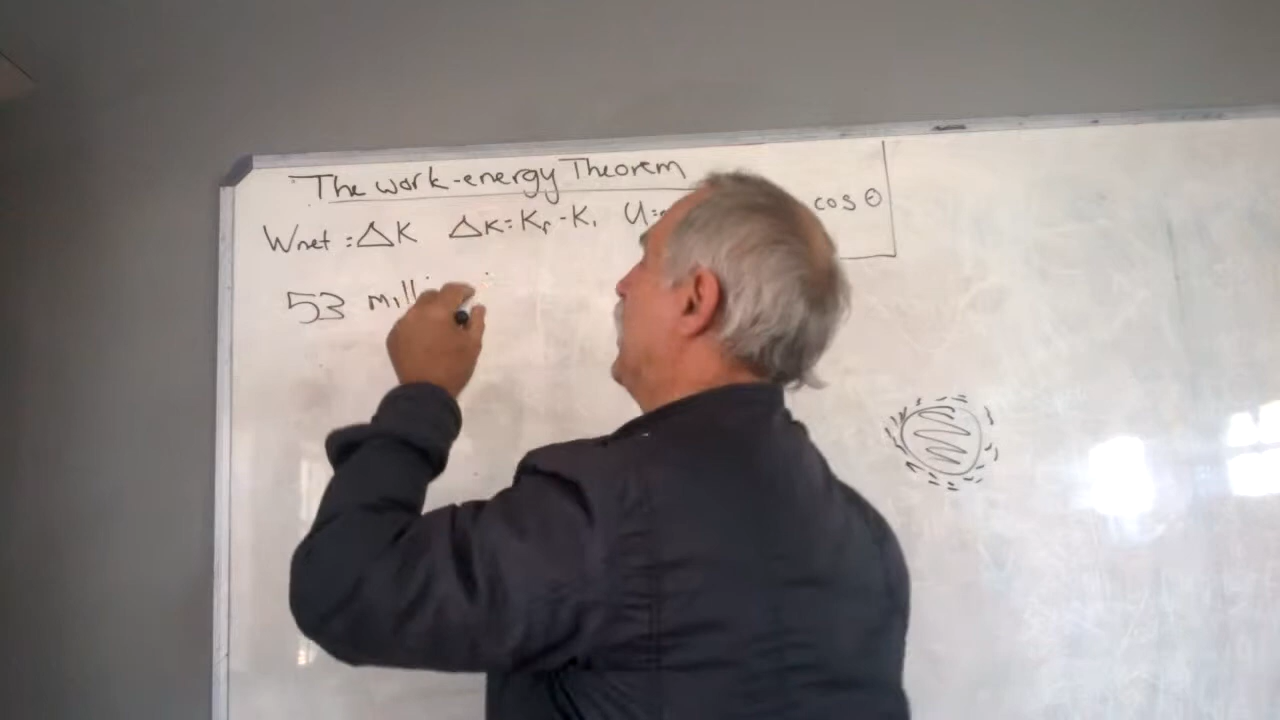 The work-energy Theorem
Wnet = ΔK ΔK = Kf - Ki cos θ
53